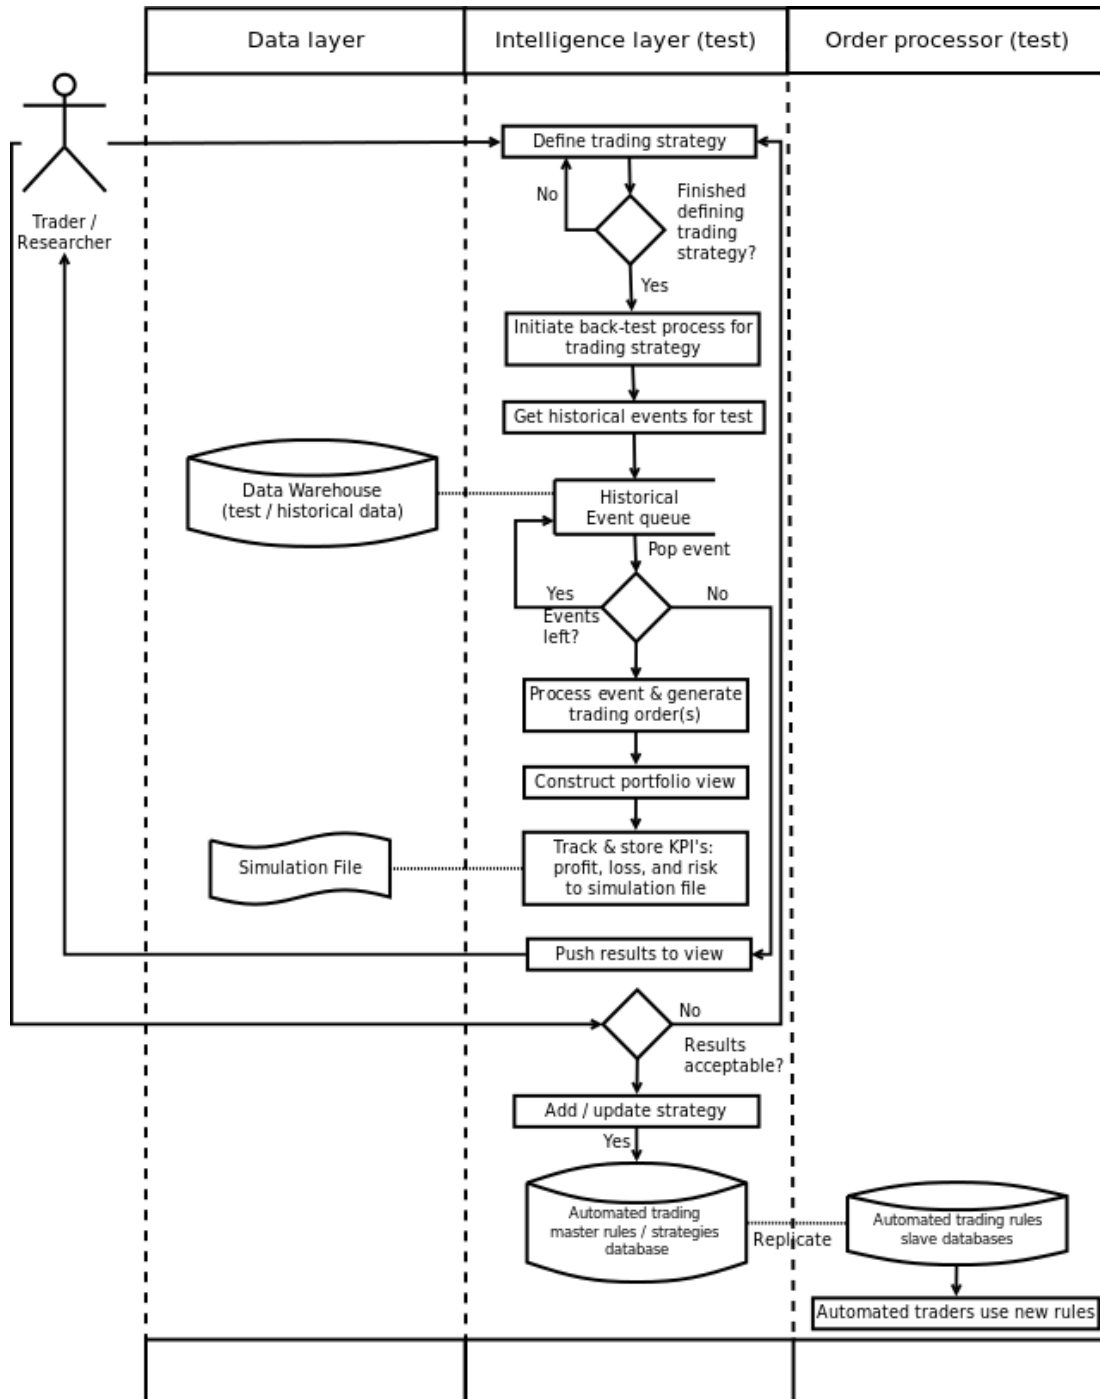 Data layer
Intelligence layer (test)
Order processor (test)
Trader /
Researcher
Define trading strategy
No
Finished
defining
trading
strategy?
Yes
Initiate back-test process for
trading strategy
Get historical events for test
Data Warehouse
(test / historical data)
Historical
Event queue
Pop event
Yes
No
Events
left?
Process event & generate
trading order(s)
Construct portfolio view
Simulation File
Track & store KPI's:
profit, loss, and risk
to simulation file
Push results to view
No
Results
acceptable?
Add / update strategy
Yes
Automated trading
master rules / strategies
database
Replicate
Automated trading rules
slave databases
Automated traders use new rules